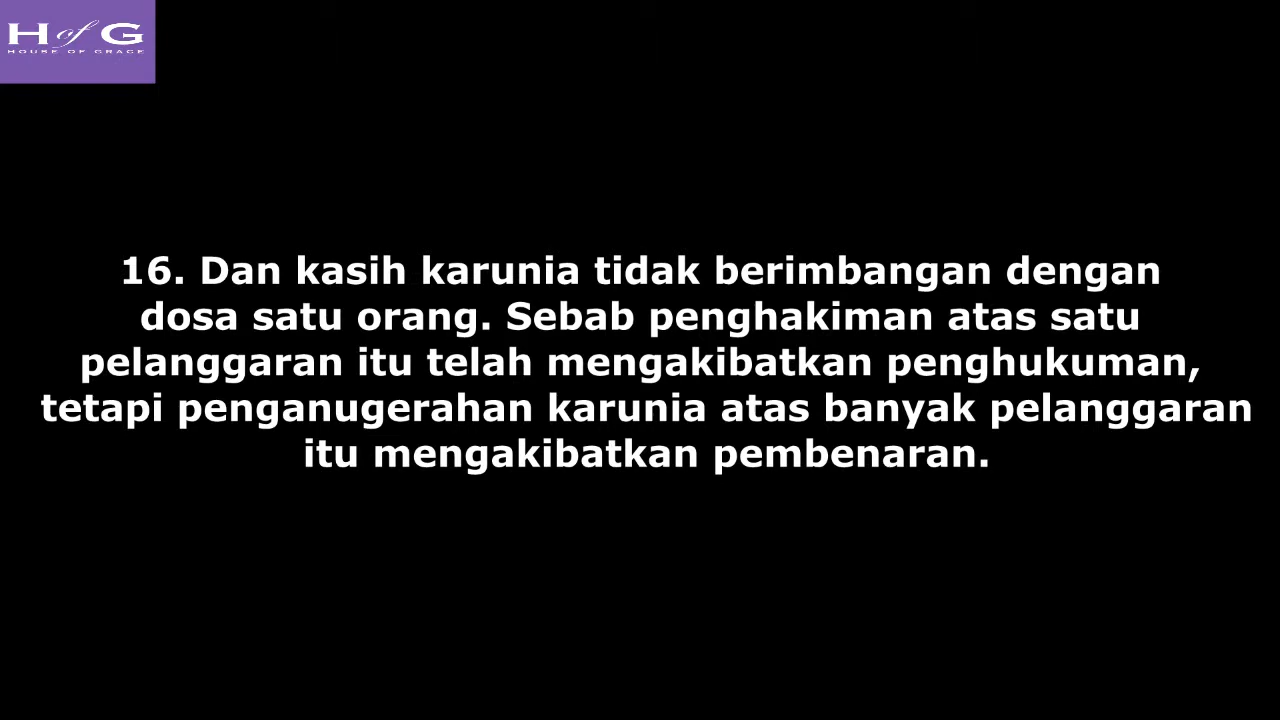 H of G
HOUSE OF GRACE
16. Dan kasih karunia tidak berimbangan dengan
dosa satu orang. Sebab penghakiman atas satu
pelanggaran itu telah mengakibatkan penghukuman,
tetapi penganugerahan karunia atas banyak pelanggaran
itu mengakibatkan pembenaran.